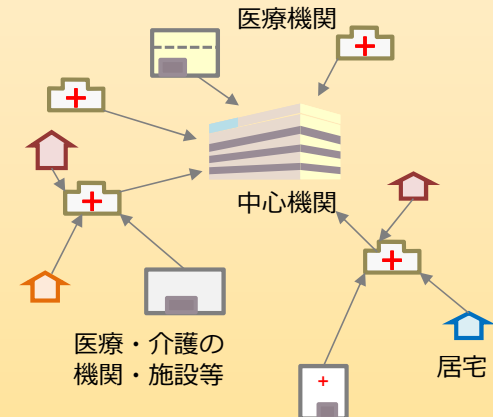 医療機関
中心機関
医療・介護の
機関・施設等
居宅